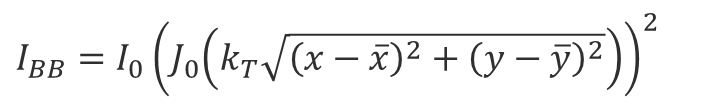 I_{BB} = I_0 \left( J_0 \left( k_T \sqrt{(x - \bar{x})^2 + (y - \bar{y})^2} \right) \right)^2